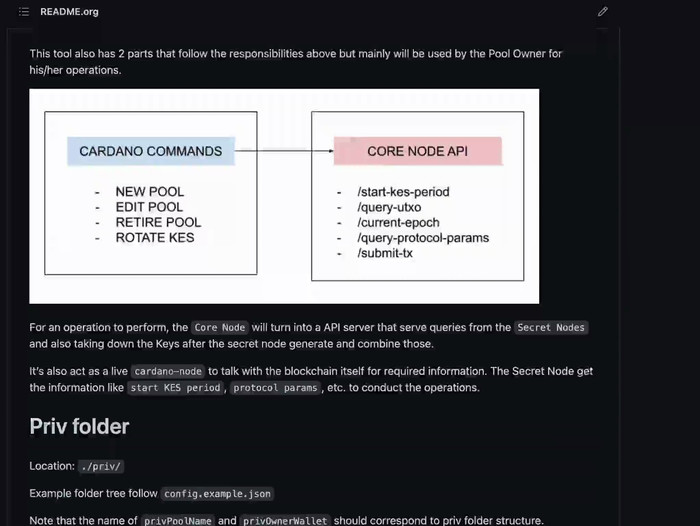 README.org
This tool also has 2 parts that follow the responsibilities above but mainly will be used by the Pool Owner for
his/her operations.
CARDANO COMMANDS
- NEW POOL
- EDIT POOL
- RETIRE POOL
- ROTATE KES
CORE NODE API
- /start-kes-period
- /query-utxo
- /current-epoch
- /query-protocol-params
- /submit-tx
For an operation to perform, the Core Node will turn into a API server that serve queries from the Secret Nodes
and also taking down the Keys after the secret node generate and combine those.
It's also act as a live cardano-node to talk with the blockchain itself for required information. The Secret Node get
the information like start KES period , protocol params , etc. to conduct the operations.
Priv folder
Location: ./priv/
Example folder tree follow config.example.json
Note that the name of privPoolName and privOwnerWallet should correspond to priv folder structure.